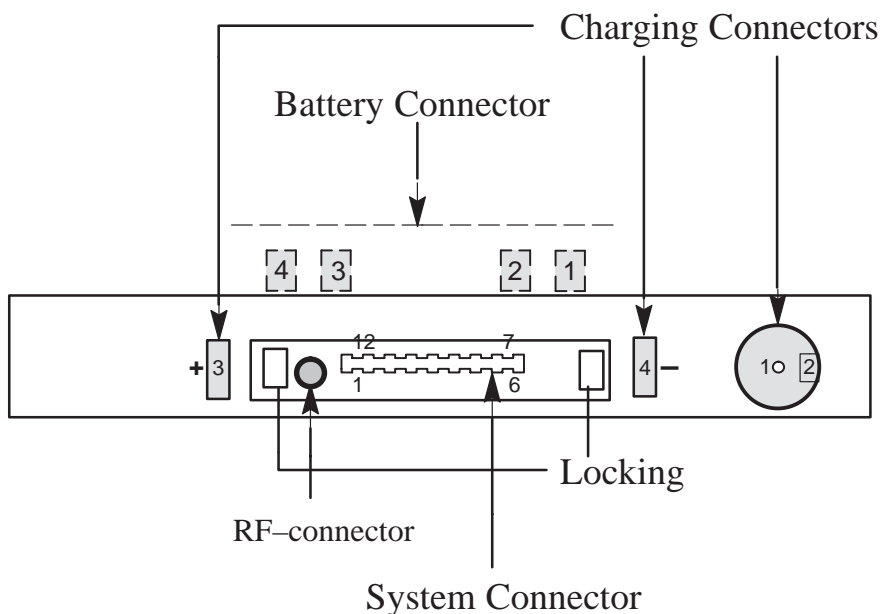 Charging Connectors
Battery Connector
4 3 2 1
12 7
+ 3 4 – 1 2
1 6
Locking
RF–connector
System Connector